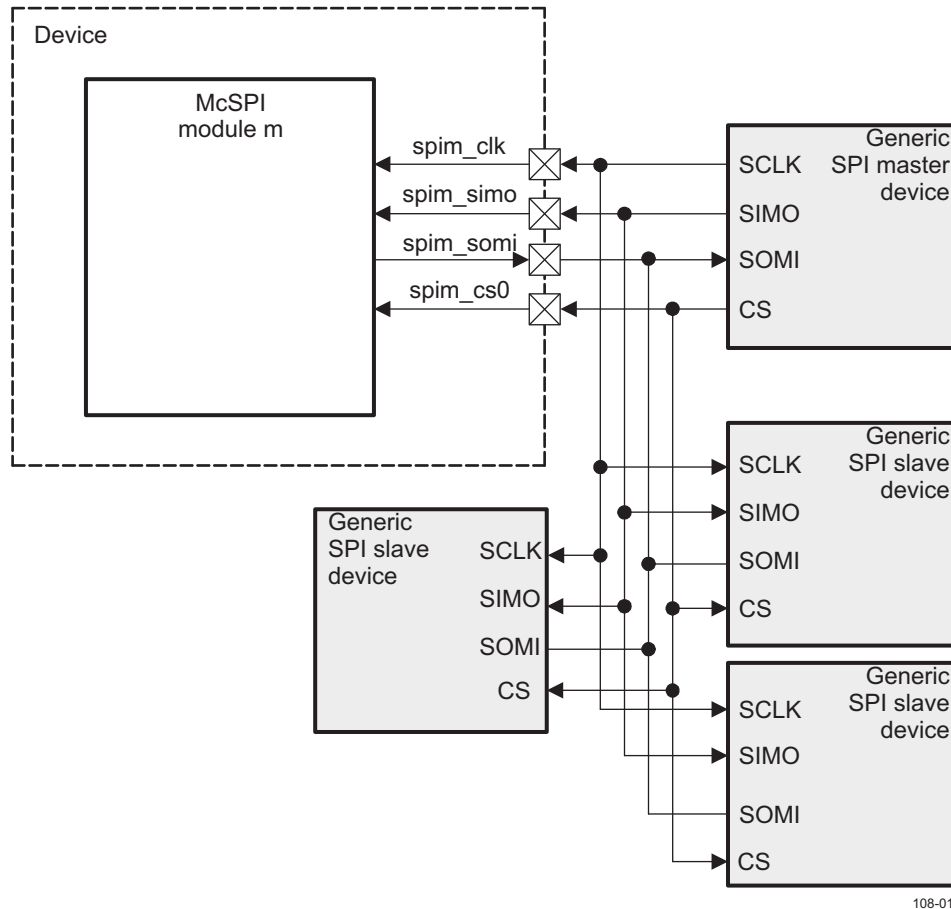 Device
McSPI
module m
spim_clk
spim_simo
spim_somi
spim_cs0
Generic
SPI master
device
SCLK
SIMO
SOMI
CS
Generic
SPI slave
device
SCLK
SIMO
SOMI
CS
Generic
SPI slave
device
SCLK
SIMO
SOMI
CS
Generic
SPI slave
device
SCLK
SIMO
SOMI
CS
108-01